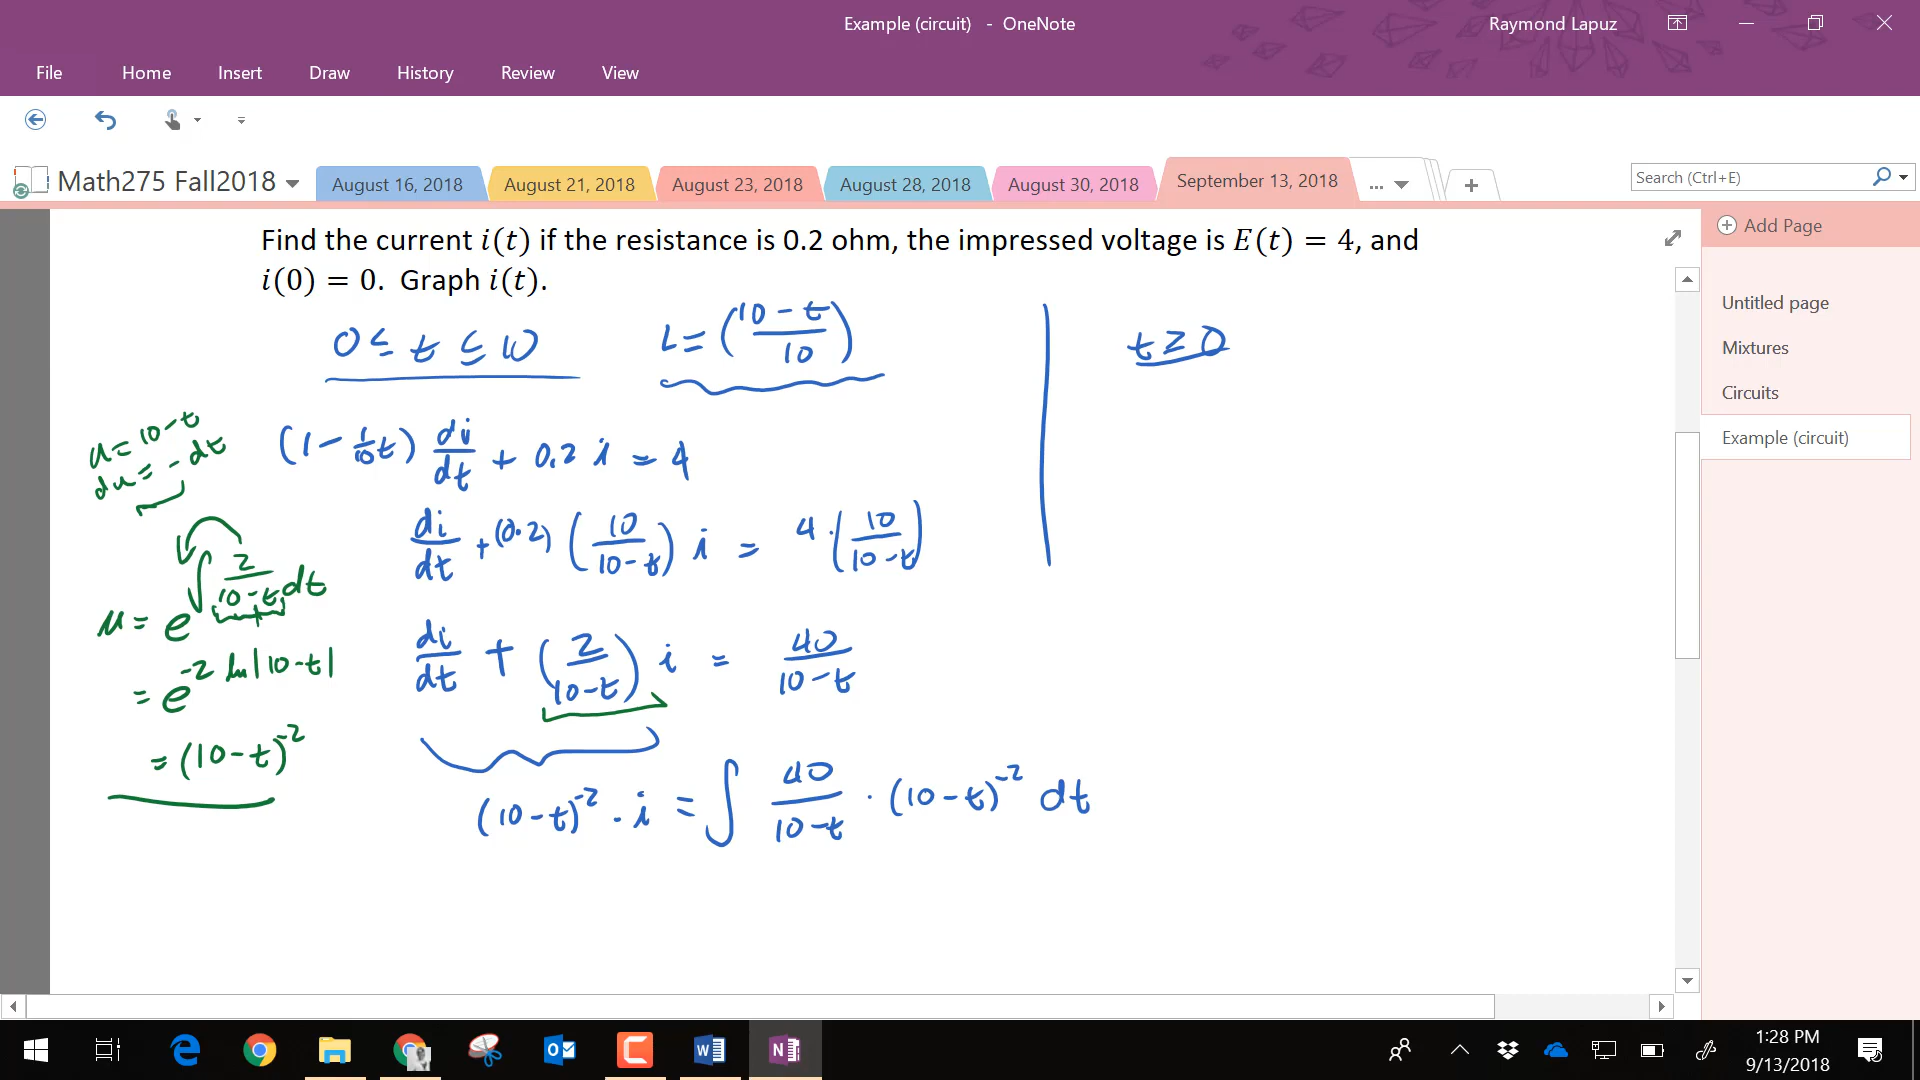 Example (circuit) - OneNote
Raymond Lapuz
File Home Insert Draw History Review View
Math275 Fall2018
August 16, 2018 August 21, 2018 August 23, 2018 August 28, 2018 August 30, 2018 September 13, 2018 ... +
Search (Ctrl+E)
Add Page
Untitled page
Mixtures
Circuits
Example (circuit)
Find the current i(t) if the resistance is 0.2 ohm, the impressed voltage is E(t) = 4, and
i(0) = 0. Graph i(t).
0 ≤ t ≤ 10 L = ((10-t)/10) t ≥ 0
u = 10-t
du = -dt
(1 - 1/10 t) di/dt + 0.2 i = 4
di/dt + (0.2) (10/(10-t)) i = 4 · (10/(10-t))
μ = e^∫ 2/(10-t) dt
di/dt + (2/(10-t)) i = 40/(10-t)
= e^-2 ln|10-t|
= (10-t)^-2
(10-t)^-2 · i = ∫ 40/(10-t) · (10-t)^-2 dt
1:28 PM
9/13/2018